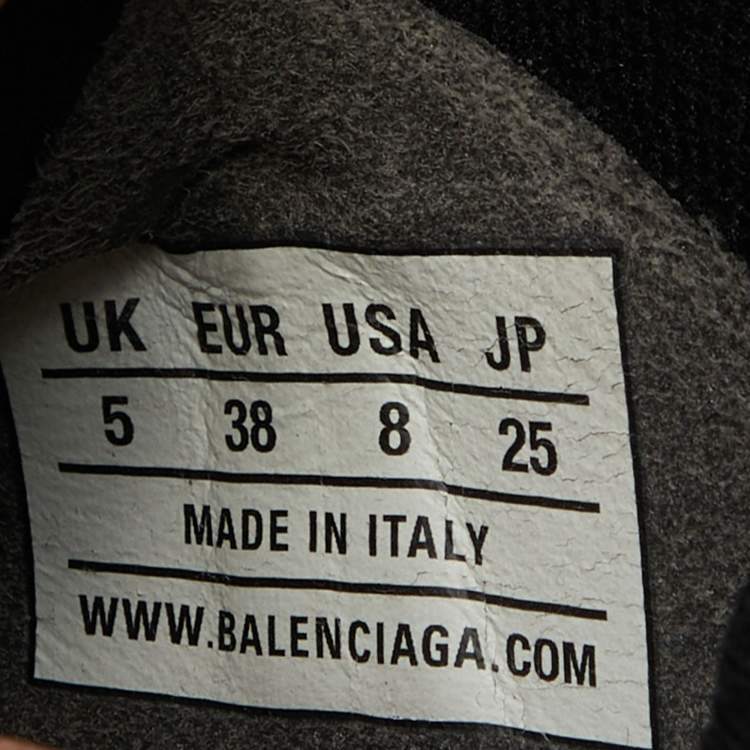 UK EUR USA JP
5 38 8 25
MADE IN ITALY
WWW.BALENCIAGA.COM